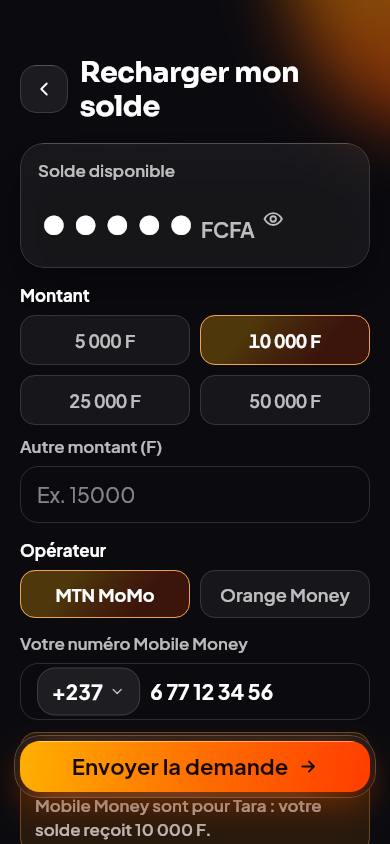 Recharger mon
solde
Solde disponible
●●●●● FCFA
Montant
5 000 F
10 000 F
25 000 F
50 000 F
Autre montant (F)
Ex. 15000
Opérateur
MTN MoMo
Orange Money
Votre numéro Mobile Money
+237 6 77 12 34 56
Envoyer la demande →
Mobile Money sont pour Tara : votre
solde reçoit 10 000 F.